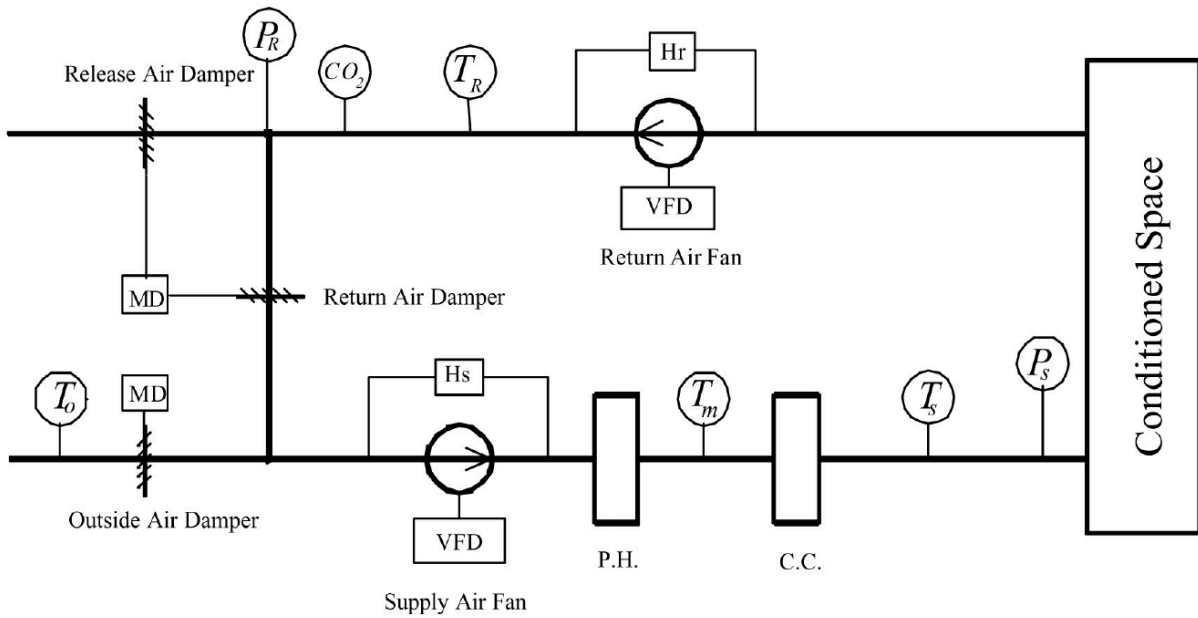 P_R
CO_2
T_R
Hr
Release Air Damper
VFD
Return Air Fan
MD
Return Air Damper
Conditioned Space
T_o
MD
Hs
T_m
T_s
P_s
Outside Air Damper
VFD
P.H.
C.C.
Supply Air Fan